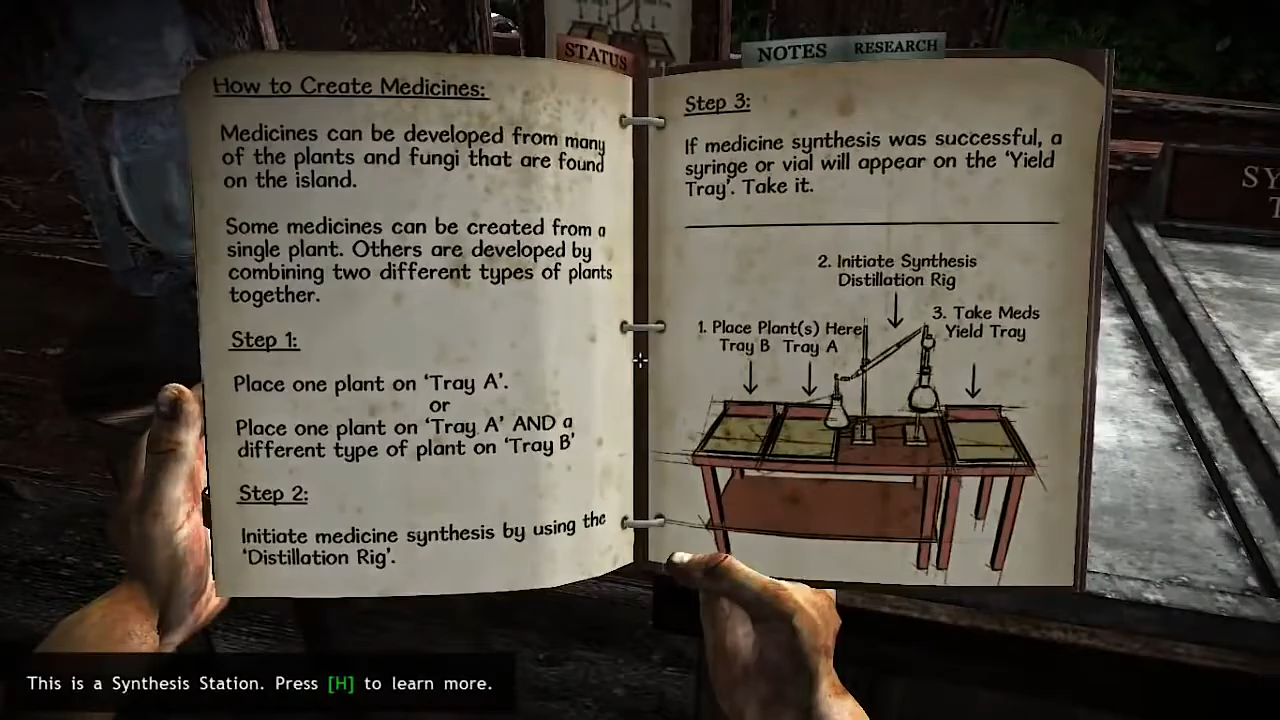 STATUS
NOTES RESEARCH
How to Create Medicines:
Medicines can be developed from many
of the plants and fungi that are found
on the island.
Some medicines can be created from a
single plant. Others are developed by
combining two different types of plants
together.
Step 1:
Place one plant on ‘Tray A’.
or
Place one plant on ‘Tray A’ AND a
different type of plant on ‘Tray B’
Step 2:
Initiate medicine synthesis by using the
‘Distillation Rig’.
Step 3:
If medicine synthesis was successful, a
syringe or vial will appear on the ‘Yield
Tray’. Take it.
2. Initiate Synthesis
Distillation Rig
1. Place Plant(s) Here
Tray B Tray A
3. Take Meds
Yield Tray
This is a Synthesis Station. Press [H] to learn more.